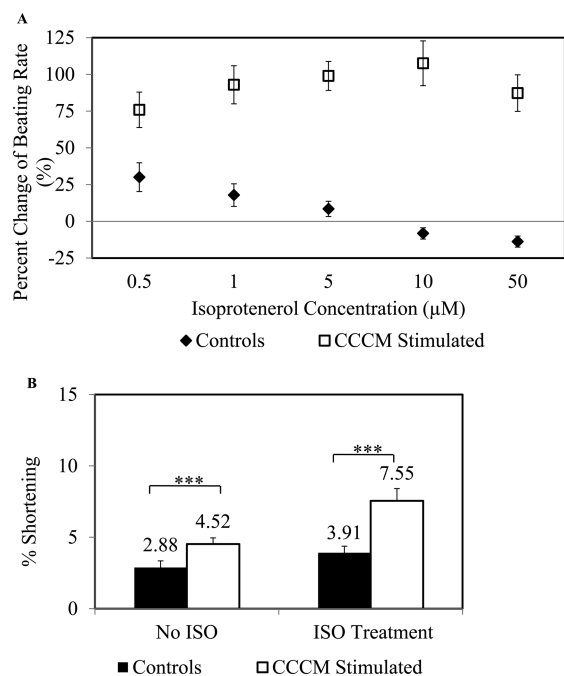 A
Percent Change of Beating Rate
(%)
125
100
75
50
25
0
-25
0.5 1 5 10 50
Isoprotenerol Concentration (µM)
Controls CCCM Stimulated
B
% Shortening
15
10
5
0
***
***
2.88 4.52 3.91 7.55
No ISO ISO Treatment
Controls CCCM Stimulated